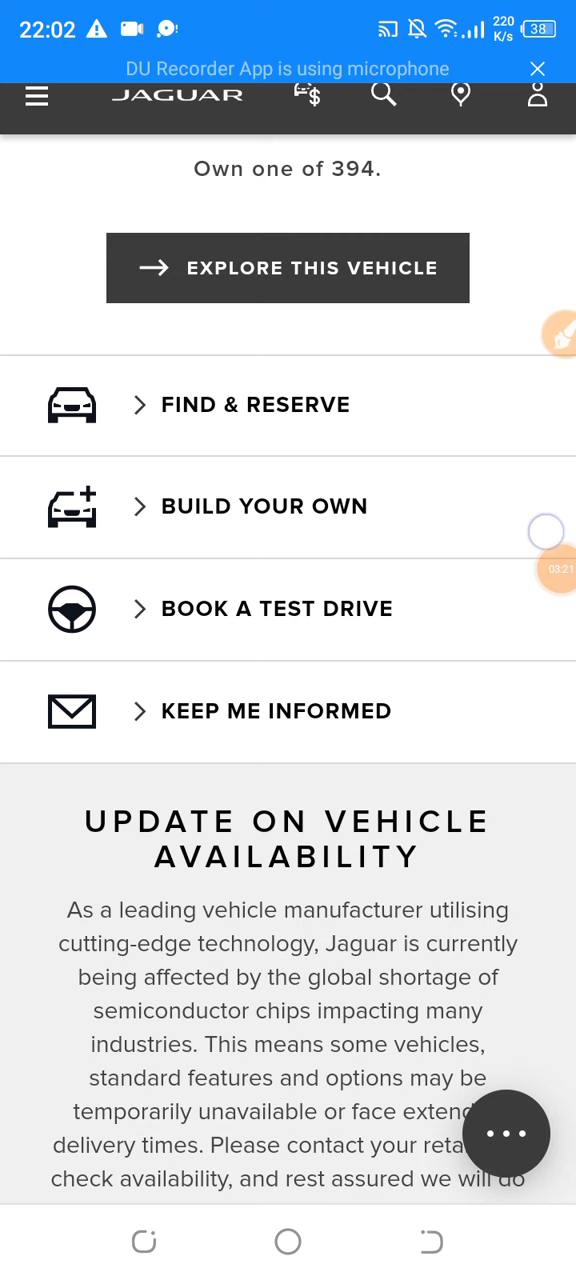 22:02 220 K/s 38
DU Recorder App is using microphone
JAGUAR
Own one of 394.
EXPLORE THIS VEHICLE
FIND & RESERVE
BUILD YOUR OWN
03:21
BOOK A TEST DRIVE
KEEP ME INFORMED
UPDATE ON VEHICLE
AVAILABILITY
As a leading vehicle manufacturer utilising
cutting-edge technology, Jaguar is currently
being affected by the global shortage of
semiconductor chips impacting many
industries. This means some vehicles,
standard features and options may be
temporarily unavailable or face
delivery times. Please contact your
check availability, and rest assured we will do